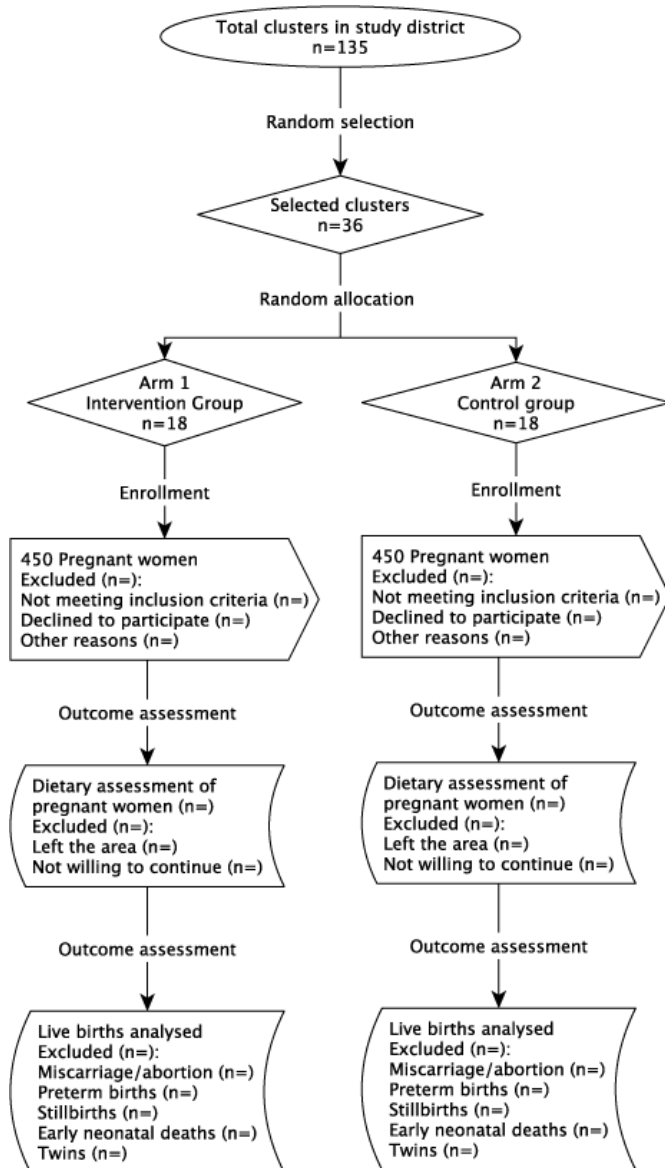 Total clusters in study district
n=135
Random selection
Selected clusters
n=36
Random allocation
Arm 1
Intervention Group
n=18
Enrollment
450 Pregnant women
Excluded (n=):
Not meeting inclusion criteria (n=)
Declined to participate (n=)
Other reasons (n=)
Outcome assessment
Dietary assessment of
pregnant women (n=)
Excluded (n=):
Left the area (n=)
Not willing to continue (n=)
Outcome assessment
Live births analysed
Excluded (n=):
Miscarriage/abortion (n=)
Preterm births (n=)
Stillbirths (n=)
Early neonatal deaths (n=)
Twins (n=)
Arm 2
Control group
n=18
Enrollment
450 Pregnant women
Excluded (n=):
Not meeting inclusion criteria (n=)
Declined to participate (n=)
Other reasons (n=)
Outcome assessment
Dietary assessment of
pregnant women (n=)
Excluded (n=):
Left the area (n=)
Not willing to continue (n=)
Outcome assessment
Live births analysed
Excluded (n=):
Miscarriage/abortion (n=)
Preterm births (n=)
Stillbirths (n=)
Early neonatal deaths (n=)
Twins (n=)